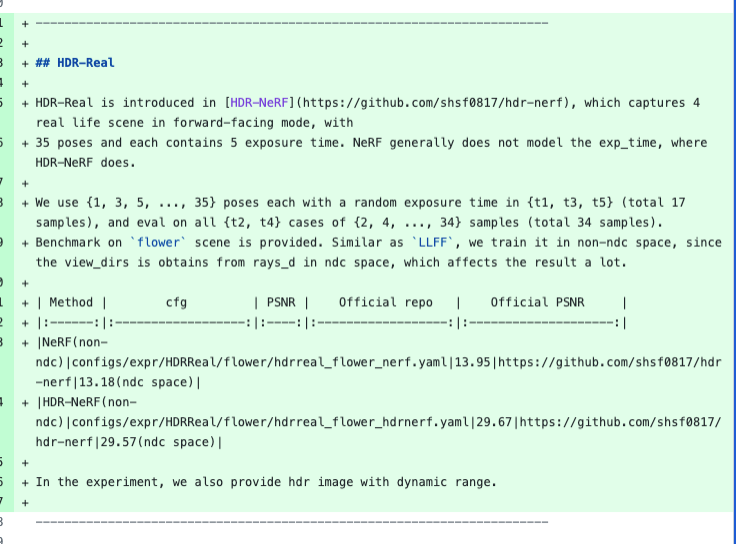 + ------------------------------------------------------------------------
+
+ ## HDR-Real
+
+ HDR-Real is introduced in [HDR-NeRF](https://github.com/shsf0817/hdr-nerf), which captures 4
real life scene in forward-facing mode, with
+ 35 poses and each contains 5 exposure time. NeRF generally does not model the exp_time, where
HDR-NeRF does.
+
+ We use {1, 3, 5, ..., 35} poses each with a random exposure time in {t1, t3, t5} (total 17
samples), and eval on all {t2, t4} cases of {2, 4, ..., 34} samples (total 34 samples).
+ Benchmark on `flower` scene is provided. Similar as `LLFF`, we train it in non-ndc space, since
the view_dirs is obtains from rays_d in ndc space, which affects the result a lot.
+
+ | Method |        cfg         | PSNR |    Official repo   |    Official PSNR     |
+ |:------:|:------------------:|:----:|:------------------:|:--------------------:|
+ |NeRF(non-
ndc)|configs/expr/HDRReal/flower/hdrreal_flower_nerf.yaml|13.95|https://github.com/shsf0817/hdr
-nerf|13.18(ndc space)|
+ |HDR-NeRF(non-
ndc)|configs/expr/HDRReal/flower/hdrreal_flower_hdrnerf.yaml|29.67|https://github.com/shsf0817/
hdr-nerf|29.57(ndc space)|
+
+ In the experiment, we also provide hdr image with dynamic range.
+
------------------------------------------------------------------------